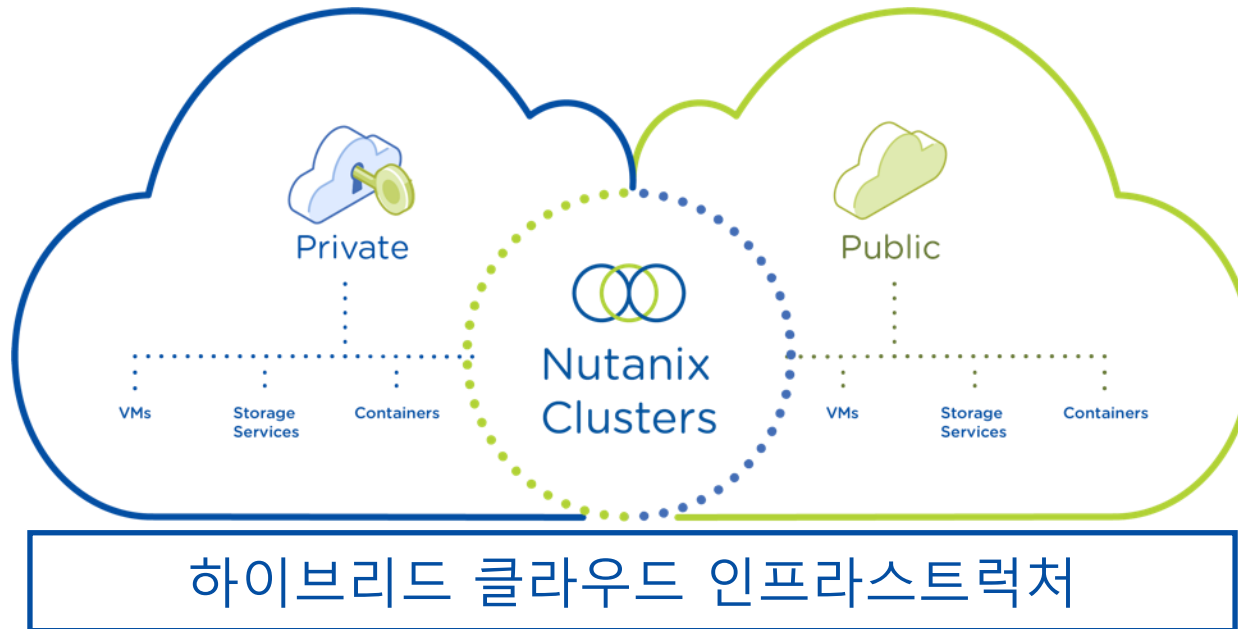 Private
Public
Nutanix
Clusters
VMs
Storage
Services
Containers
VMs
Storage
Services
Containers
하이브리드 클라우드 인프라스트럭처